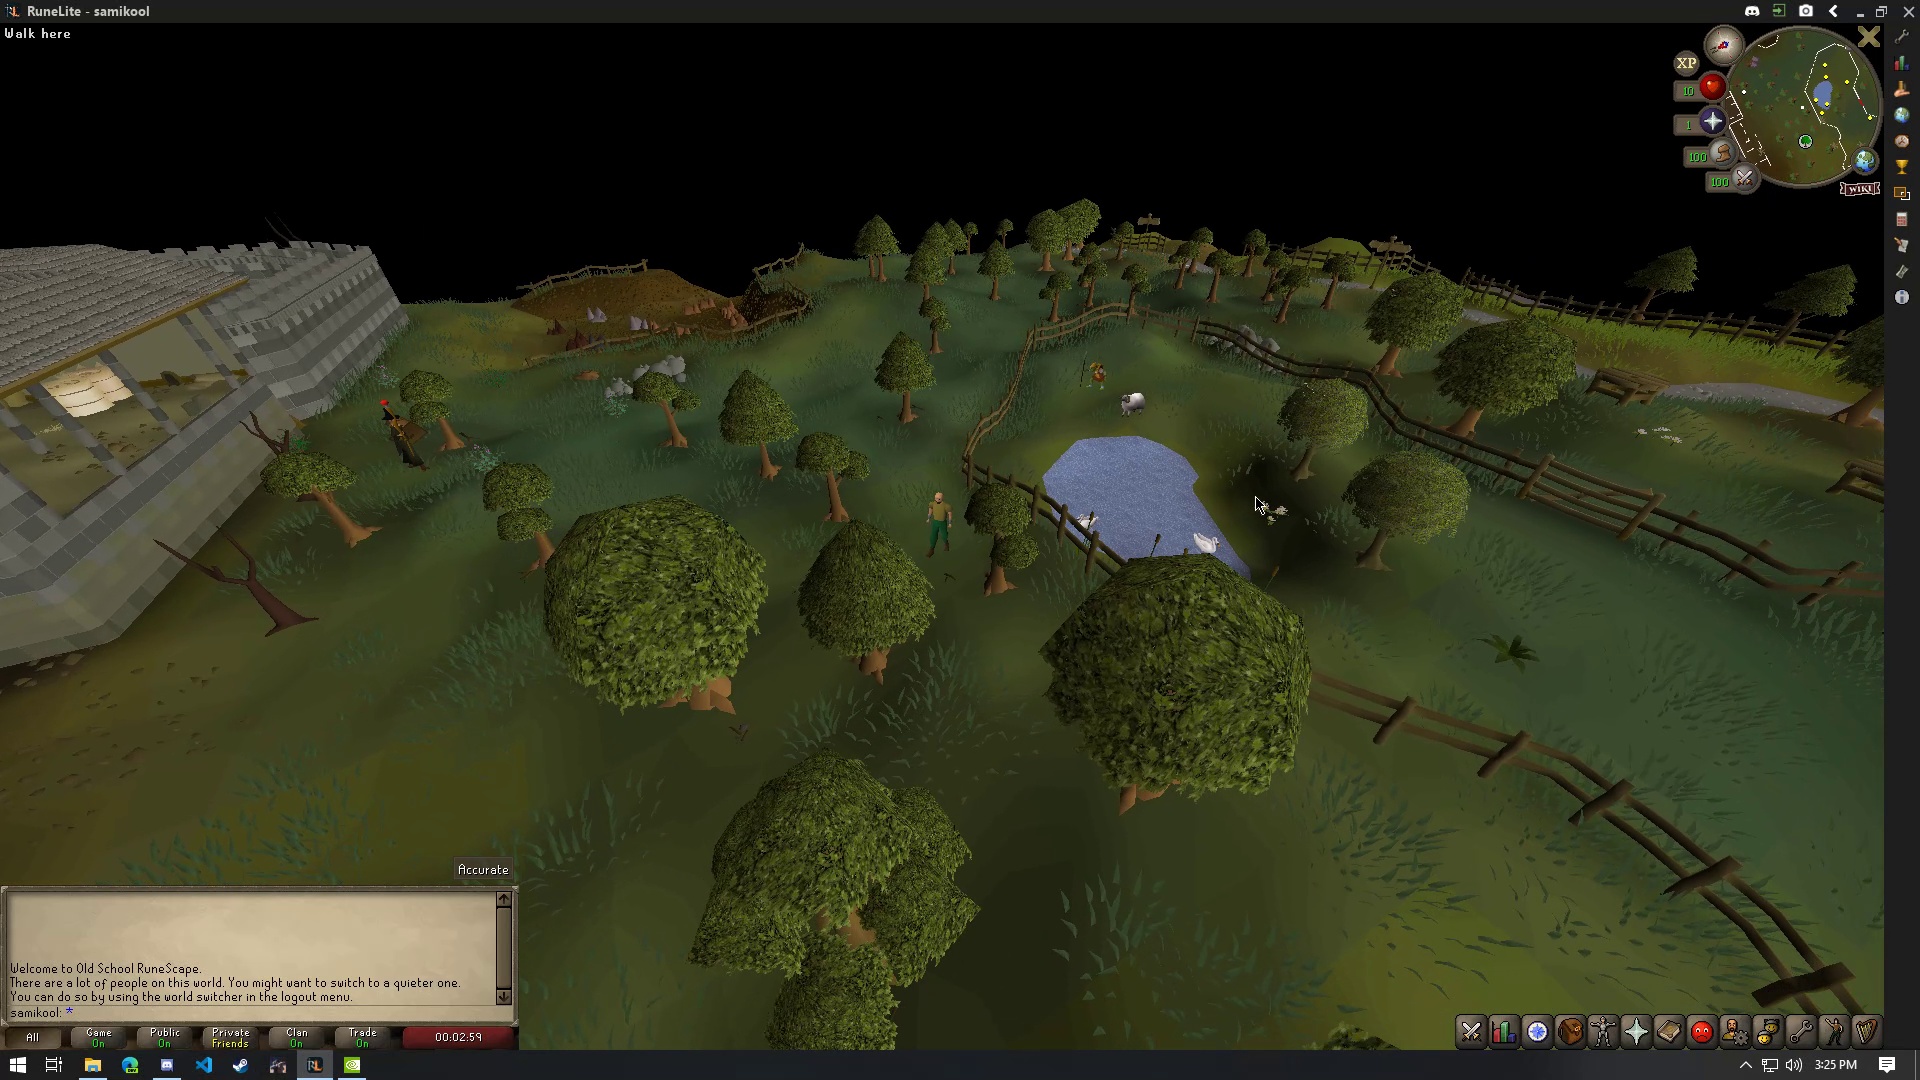 RuneLite - samikool
Walk here
XP
10
1
100
100
WIKI
Accurate
Welcome to Old School RuneScape.
There are a lot of people on this world. You might want to switch to a quieter one.
You can do so by using the world switcher in the logout menu.
samikool: *
All
Game
On
Public
On
Private
Friends
Clan
On
Trade
On
00:02:59
3:25 PM